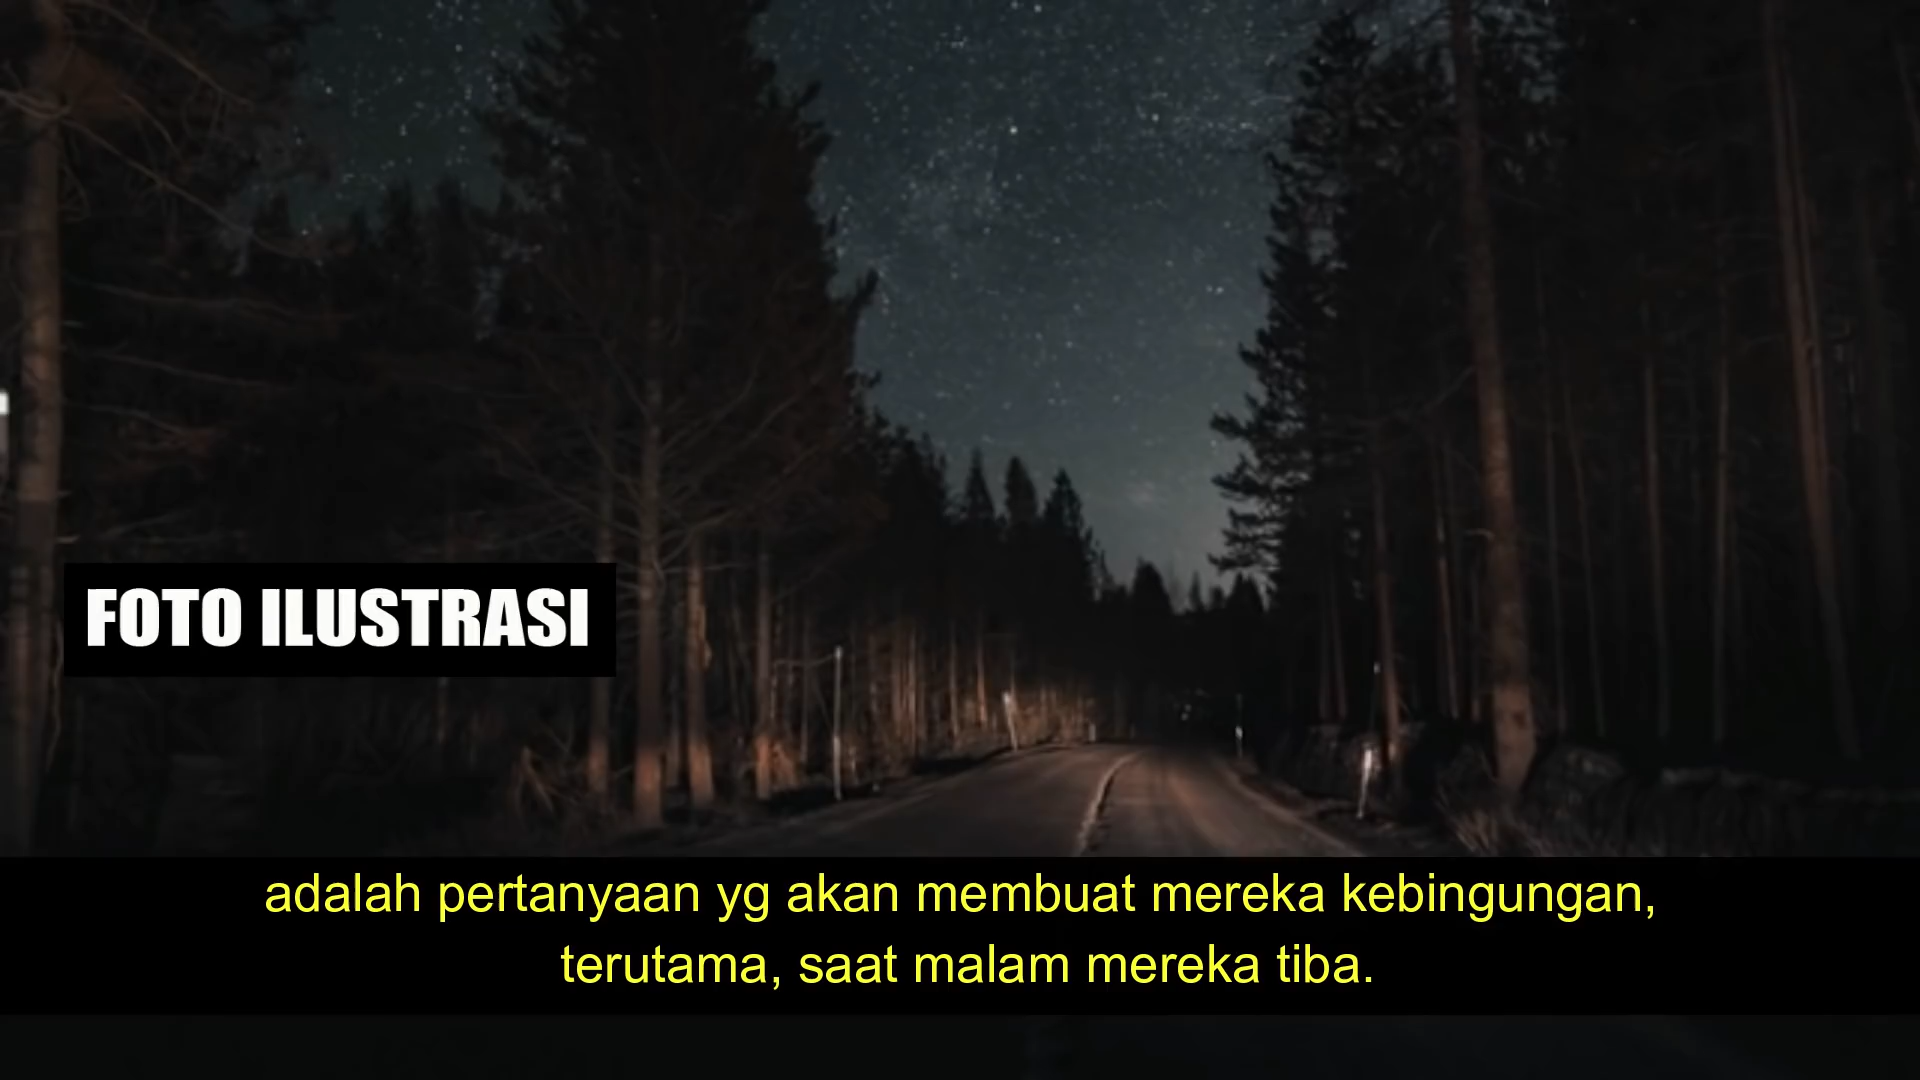 FOTO ILUSTRASI
adalah pertanyaan yg akan membuat mereka kebingungan,
terutama, saat malam mereka tiba.